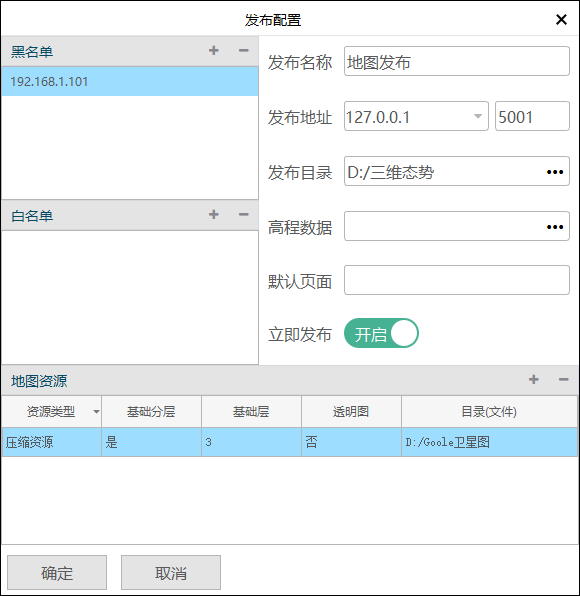 发布配置
黑名单
192.168.1.101
白名单
发布名称 地图发布
发布地址 127.0.0.1 5001
发布目录 D:/三维态势
高程数据
默认页面
立即发布 开启
地图资源
资源类型 基础分层 基础层 透明图 目录(文件)
压缩资源 是 3 否 D:/Goole卫星图
确定 取消